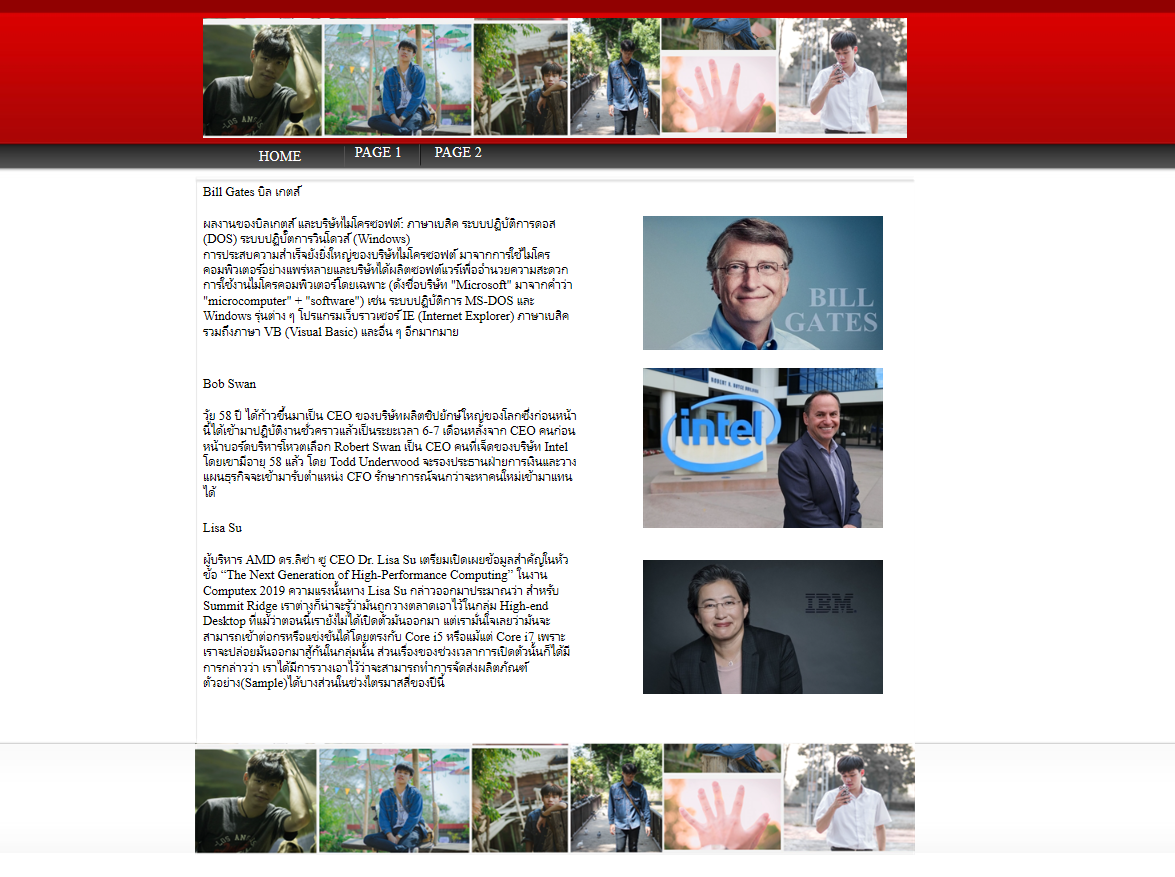 HOME PAGE 1 PAGE 2
Bill Gates บิล เกตส์
ผลงานของบิลเกตส์ และบริษัทไมโครซอฟต์: ภาษาเบสิค ระบบปฏิบัติการดอส
(DOS) ระบบปฏิบัตการวินโดวส์ (Windows)
การประสบความสำเร็จยังยิ่งใหญ่ของบริษัทไมโครซอฟต์ มาจากการใช้ไมโคร
คอมพิวเตอร์อย่างแพร่หลายและบริษัทได้ผลิตซอฟต์แวร์เพื่ออำนวยความสะดวก
การใช้งานไมโครคอมพิวเตอร์โดยเฉพาะ (ดังชื่อบริษัท "Microsoft" มาจากคำว่า
"microcomputer" + "software") เช่น ระบบปฏิบัติการ MS-DOS และ
Windows รุ่นต่าง ๆ โปรแกรมเว็บราวเซอร์ IE (Internet Explorer) ภาษาเบสิค
รวมถึงภาษา VB (Visual Basic) และอื่น ๆ อีกมากมาย
BILL
GATES
Bob Swan
วัย 58 ปี ได้ก้าวขึ้นมาเป็น CEO ของบริษัทผลิตชิปยักษ์ใหญ่ของโลกซึ่งก่อนหน้า
นี้ได้เข้ามาปฏิบัติงานชั่วคราวแล้วเป็นระยะเวลา 6-7 เดือนหลังจาก CEO คนก่อน
หน้าบอร์ดบริหารโหวตเลือก Robert Swan เป็น CEO คนที่เจ็ดของบริษัท Intel
โดยเขามีอายุ 58 แล้ว โดย Todd Underwood จะรองประธานฝ่ายการเงินและวาง
แผนธุรกิจจะเข้ามารับตำแหน่ง CFO รักษาการณ์จนกว่าจะหาคนใหม่เข้ามาแทน
ได้
intel
Lisa Su
ผู้บริหาร AMD ดร.ลิซ่า ซู CEO Dr. Lisa Su เตรียมเปิดเผยข้อมูลสำคัญในหัว
ข้อ “The Next Generation of High-Performance Computing” ในงาน
Computex 2019 ความแรงนั้นทาง Lisa Su กล่าวออกมาประมาณว่า สำหรับ
Summit Ridge เราต่างก็น่าจะรู้ว่ามันถูกวางตลาดเอาไว้ในกลุ่ม High-end
Desktop ที่แม้ว่าตอนนี้เรายังไม่ได้เปิดตัวมันออกมา แต่เรามั่นใจเลยว่ามันจะ
สามารถเข้าต่อกรหรือแข่งขันได้โดยตรงกับ Core i5 หรือแม้แต่ Core i7 เพราะ
เราจะปล่อยมันออกมาสู้กันในกลุ่มนั้น ส่วนเรื่องของช่วงเวลาการเปิดตัวนั้นก็ได้มี
การกล่าวว่า เราได้มีการวางเอาไว้ว่าจะสามารถทำการจัดส่งผลิตภัณฑ์
ตัวอย่าง(Sample)ได้บางส่วนในช่วงไตรมาสสี่ของปีนี้
IBM